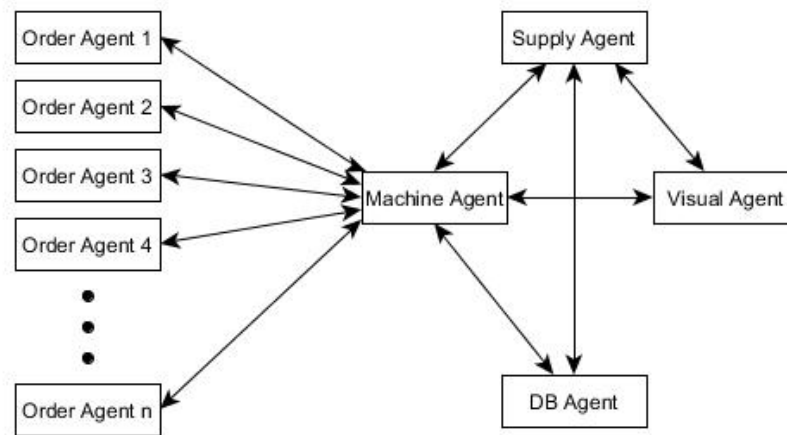 Order Agent 1
Order Agent 2
Order Agent 3
Order Agent 4
Order Agent n
Machine Agent
Supply Agent
Visual Agent
DB Agent